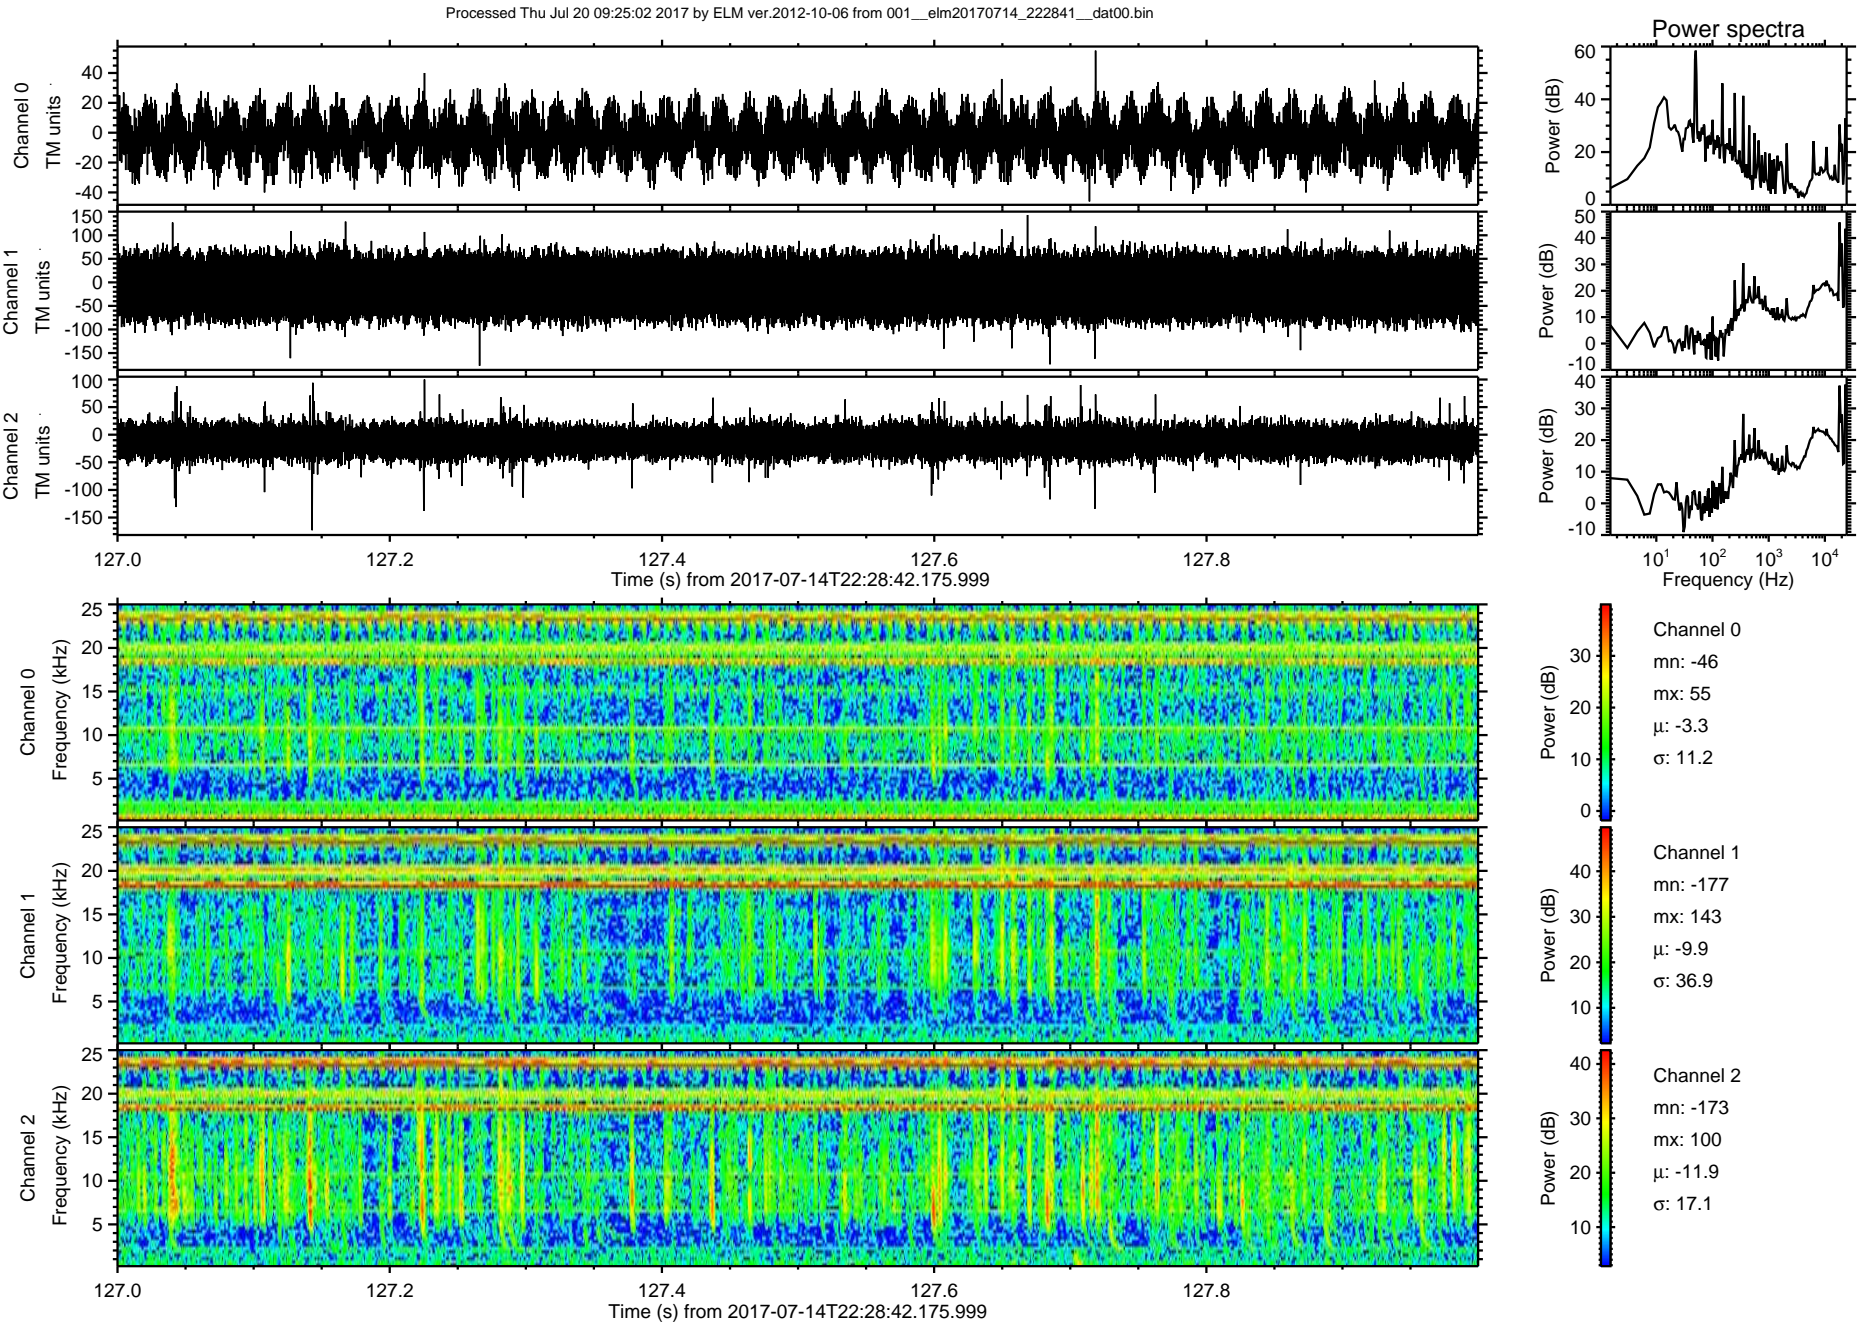 Processed Thu Jul 20 09:25:02 2017 by ELM ver.2012-10-06 from 001__elm20170714_222841__dat00.bin
Power spectra
Channel 0
TM units
40
20
0
-20
-40
Power (dB)
60
40
20
0
Channel 1
TM units
150
100
50
0
-50
-100
-150
Power (dB)
50
40
30
20
10
0
-10
Channel 2
TM units
100
50
0
-50
-100
-150
Power (dB)
40
30
20
10
0
-10
127.0 127.2 127.4 127.6 127.8
Time (s) from 2017-07-14T22:28:42.175.999
10¹ 10² 10³ 10⁴
Frequency (Hz)
Channel 0
Frequency (kHz)
25
20
15
10
5
Power (dB)
30
20
10
0
Channel 0
mn: -46
mx: 55
μ: -3.3
σ: 11.2
Channel 1
Frequency (kHz)
25
20
15
10
5
Power (dB)
40
30
20
10
Channel 1
mn: -177
mx: 143
μ: -9.9
σ: 36.9
Channel 2
Frequency (kHz)
25
20
15
10
5
Power (dB)
40
30
20
10
Channel 2
mn: -173
mx: 100
μ: -11.9
σ: 17.1
127.0 127.2 127.4 127.6 127.8
Time (s) from 2017-07-14T22:28:42.175.999